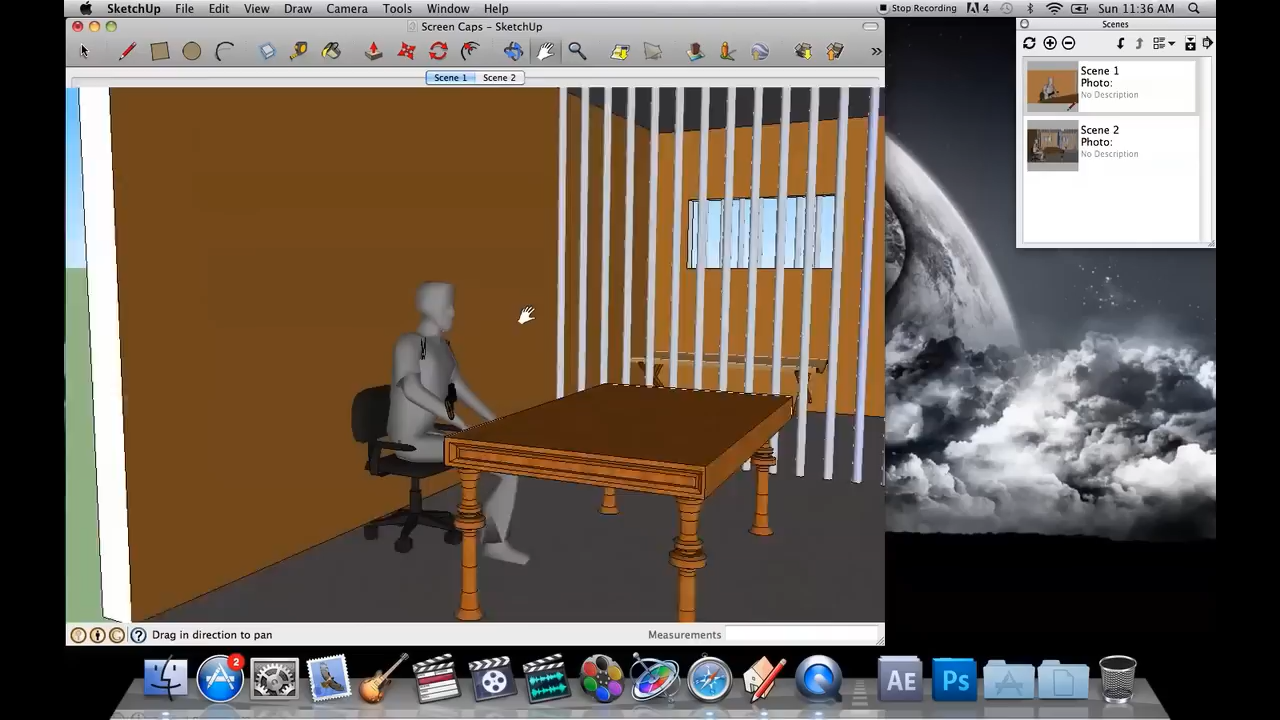 SketchUp File Edit View Draw Camera Tools Window Help Stop Recording 4 Sun 11:36 AM
Screen Caps - SketchUp
Scenes
Scene 1 Scene 2
Scene 1
Photo:
No Description
Scene 2
Photo:
No Description
Drag in direction to pan Measurements
2
AE Ps